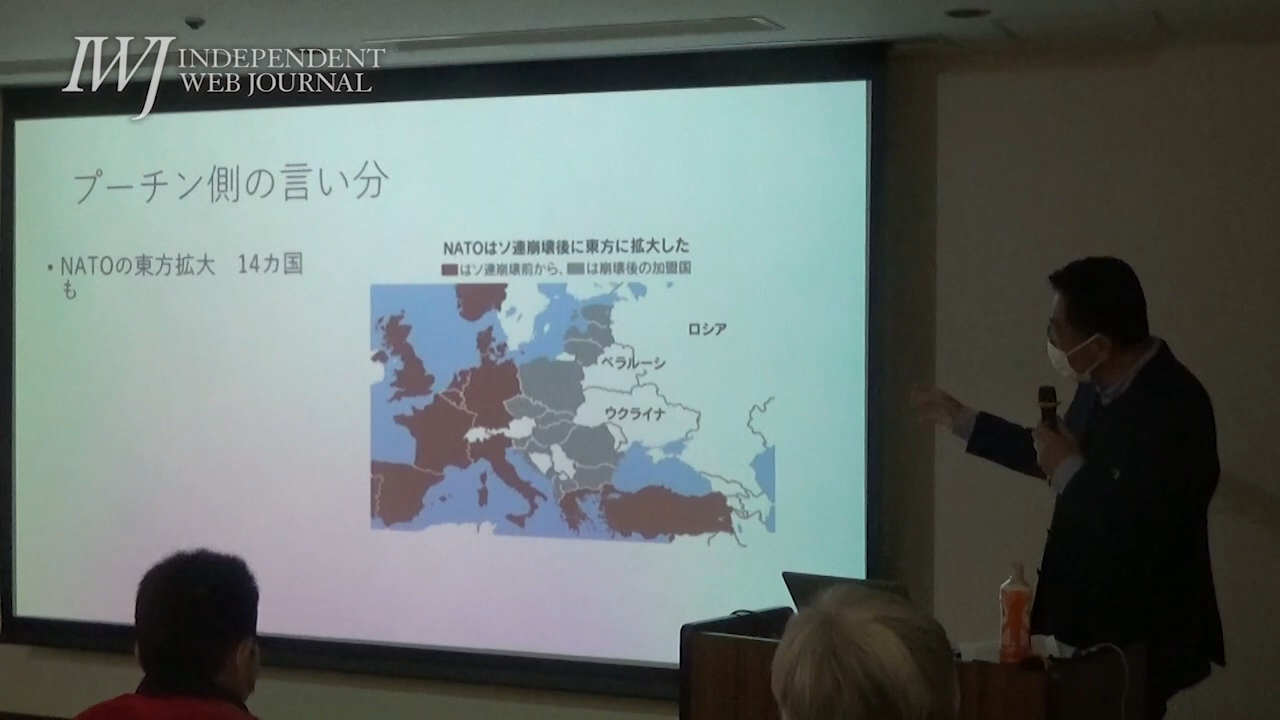 IWJ INDEPENDENT
WEB JOURNAL
プーチン側の言い分
• NATOの東方拡大　14カ国
も
NATOはソ連崩壊後に東方に拡大した
はソ連崩壊前から、はは崩壊後の加盟国
ロシア
ベラルーシ
ウクライナ